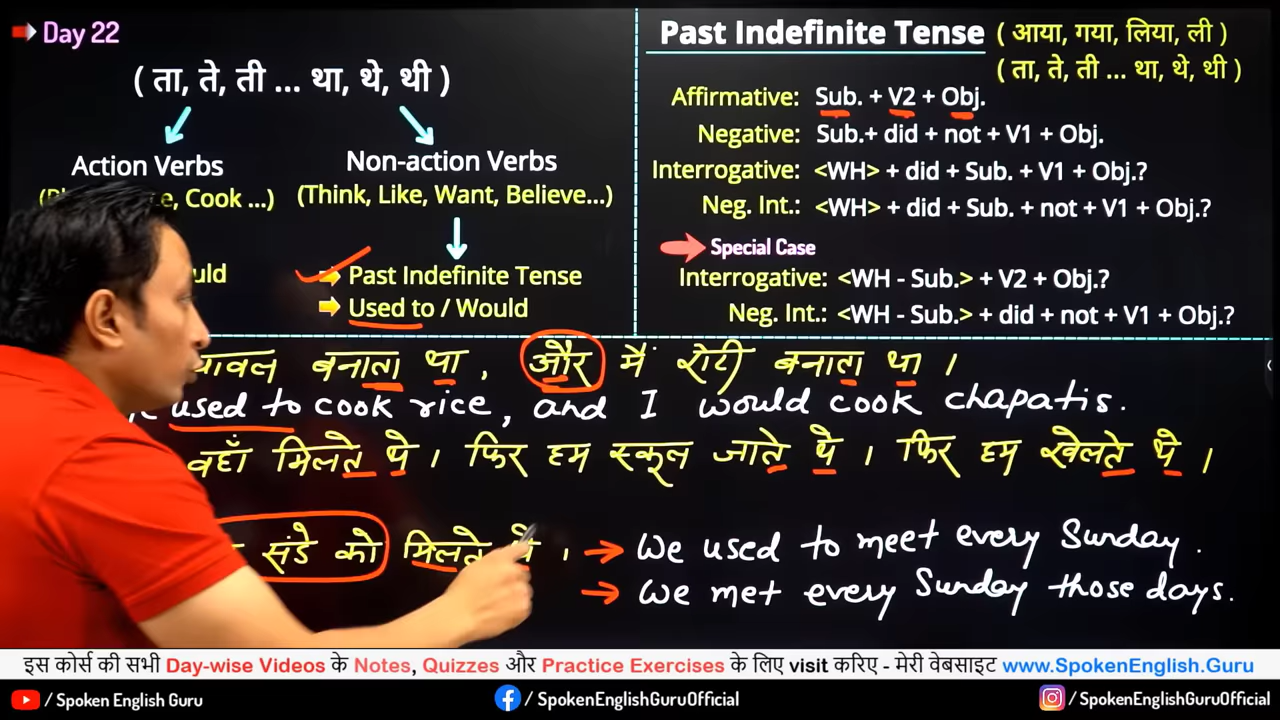 Day 22
( ता, ते, ती ... था, थे, थी )
Action Verbs
Cook ...)
Non-action Verbs
(Think, Like, Want, Believe...)
Past Indefinite Tense
Used to / Would
Past Indefinite Tense ( आया, गया, लिया, ली )
( ता, ते, ती ... था, थे, थी )
Affirmative: Sub. + V2 + Obj.
Negative: Sub.+ did + not + V1 + Obj.
Interrogative: <WH> + did + Sub. + V1 + Obj.?
Neg. Int.: <WH> + did + Sub. + not + V1 + Obj.?
Special Case
Interrogative: <WH - Sub.> + V2 + Obj.?
Neg. Int.: <WH - Sub.> + did + not + V1 + Obj.?
बनाता था, और मैं रोटी बनाता था ।
used to cook rice, and I would cook chapatis.
वहाँ मिलते थे । फिर हम स्कूल जाते थे । फिर हम खेलते थे ।
संडे को मिलते थे । → We used to meet every Sunday.
→ We met every Sunday those days.
इस कोर्स की सभी Day-wise Videos के Notes, Quizzes और Practice Exercises के लिए visit करिए - मेरी वेबसाइट www.SpokenEnglish.Guru
/ Spoken English Guru
/ SpokenEnglishGuruOfficial
/ SpokenEnglishGuruOfficial